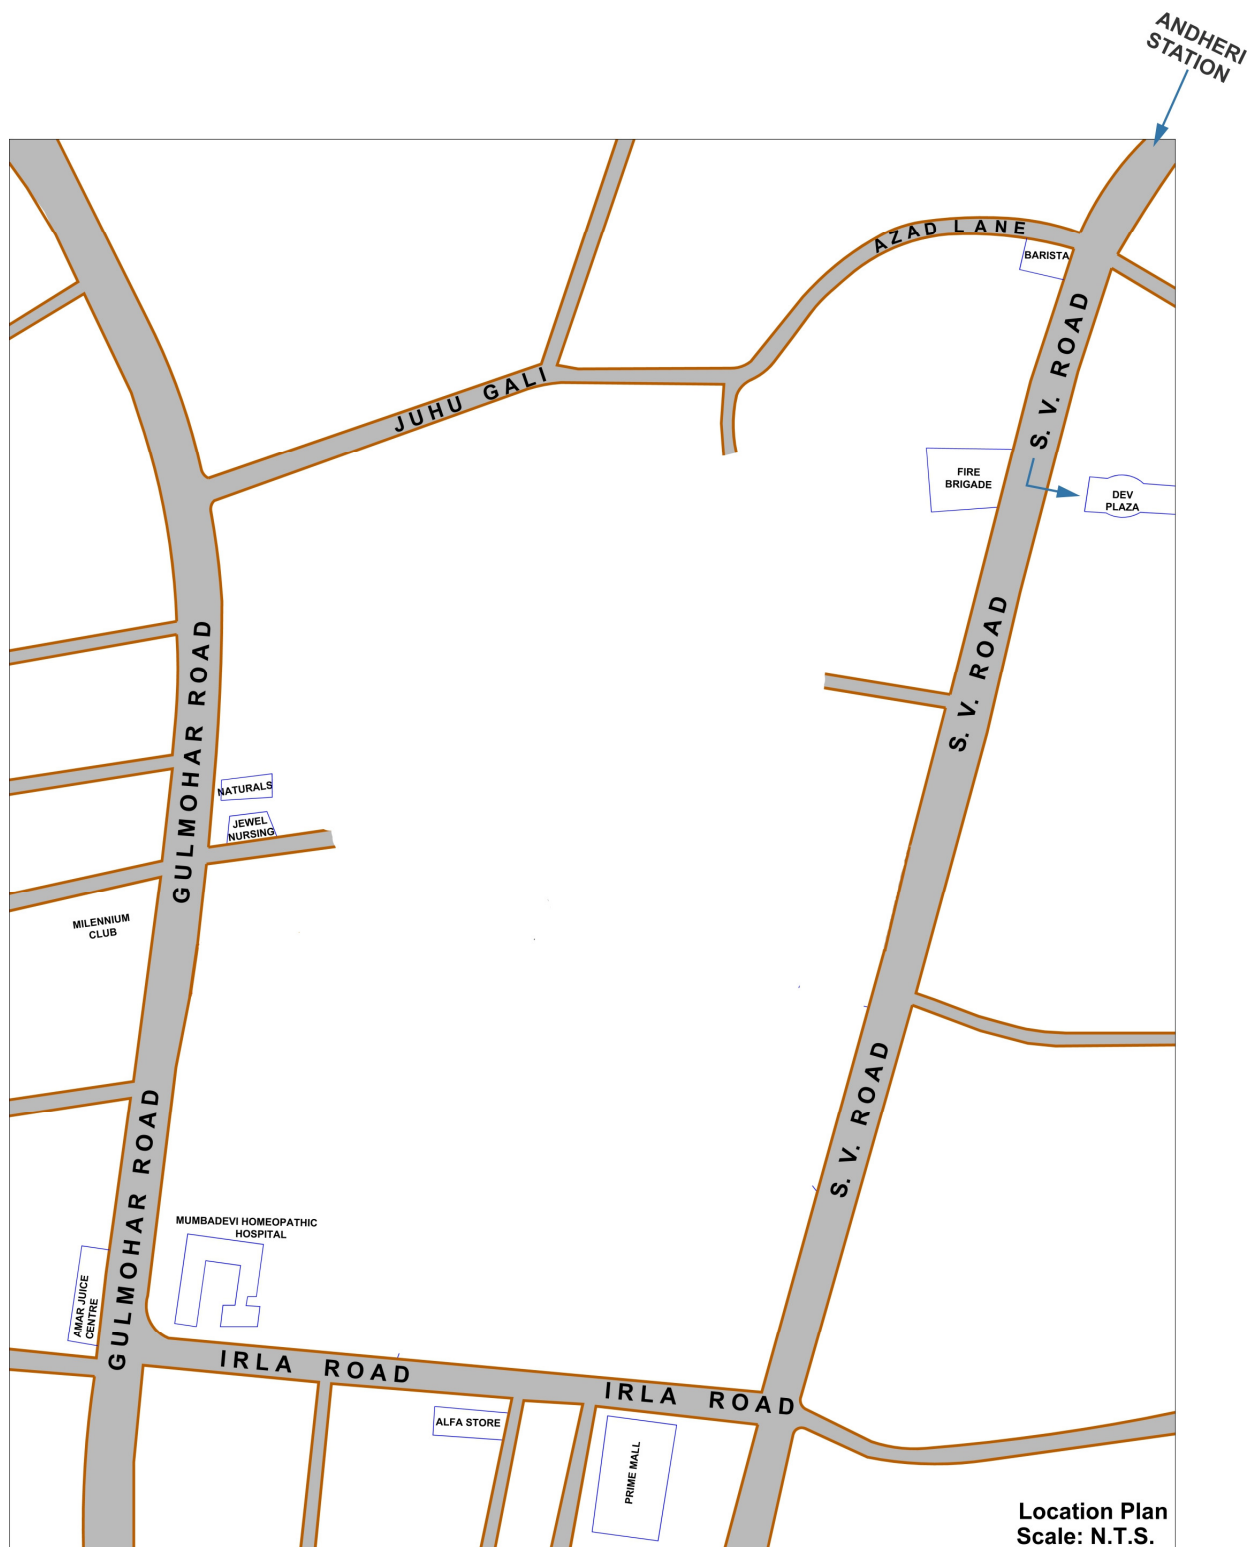 ANDHERI
STATION
AZAD LANE
BARISTA
S. V. ROAD
JUHU GALI
FIRE
BRIGADE
DEV
PLAZA
S. V. ROAD
GULMOHAR ROAD
NATURALS
JEWEL
NURSING
MILENNIUM
CLUB
S. V. ROAD
GULMOHAR ROAD
MUMBADEVI HOMEOPATHIC
HOSPITAL
AMAR JUICE
CENTRE
IRLA ROAD
IRLA ROAD
ALFA STORE
PRIME MALL
Location Plan
Scale: N.T.S.